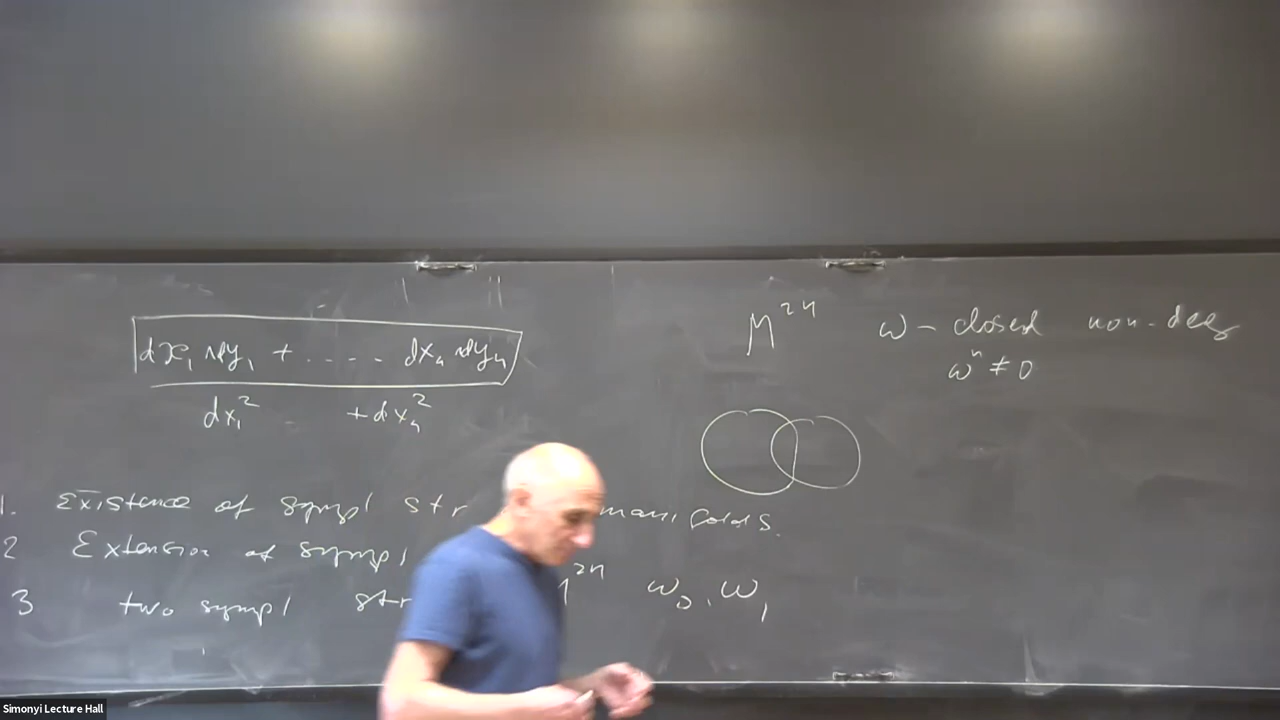 dx₁∧dy₁ + ..... dxₙ∧dyₙ
dx₁² + dxₙ²
M²ⁿ ω – closed non-deg
ωⁿ ≠ 0
1. Existence of sympl str manifolds.
2 Extension of sympl
3 two sympl str M²ⁿ ω₀, ω₁
Simonyi Lecture Hall